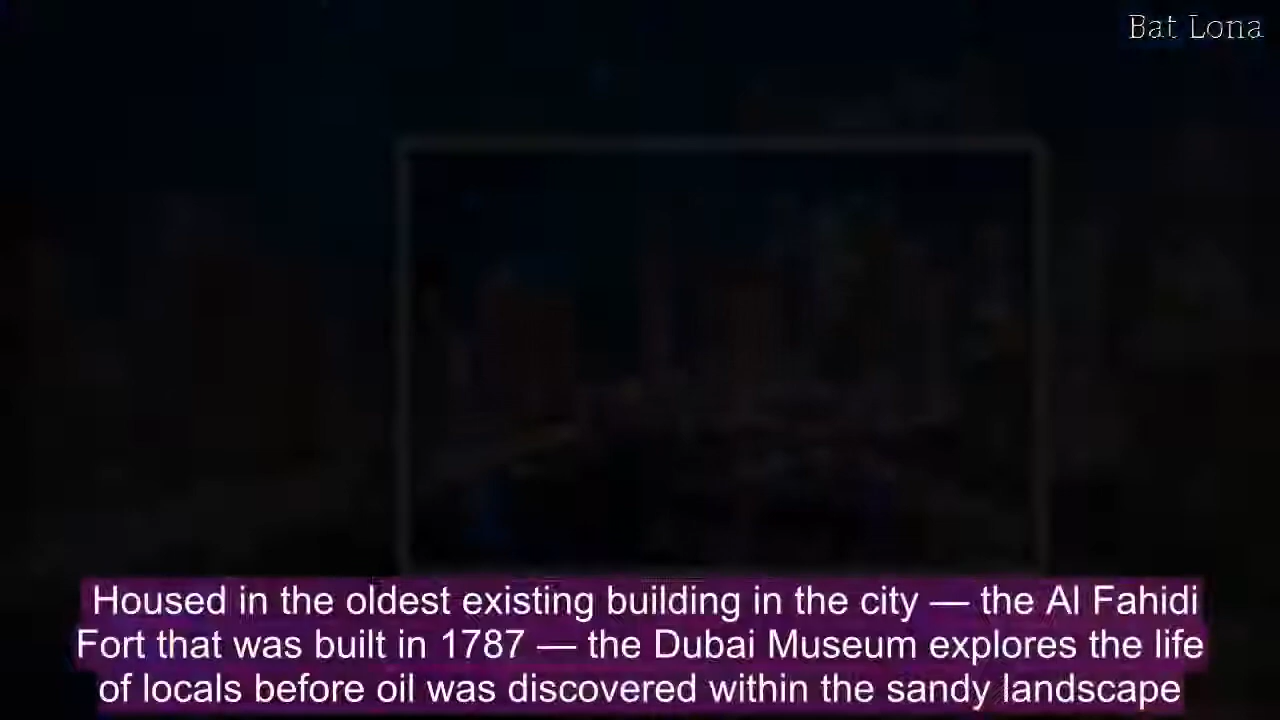 Bat Lona
Housed in the oldest existing building in the city — the Al Fahidi
Fort that was built in 1787 — the Dubai Museum explores the life
of locals before oil was discovered within the sandy landscape